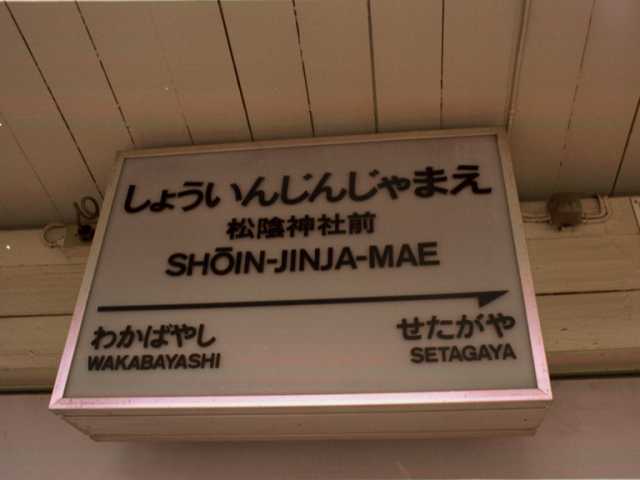 しょういんじんじゃまえ
松陰神社前
SHŌIN-JINJA-MAE
わかばやし せたがや
WAKABAYASHI SETAGAYA